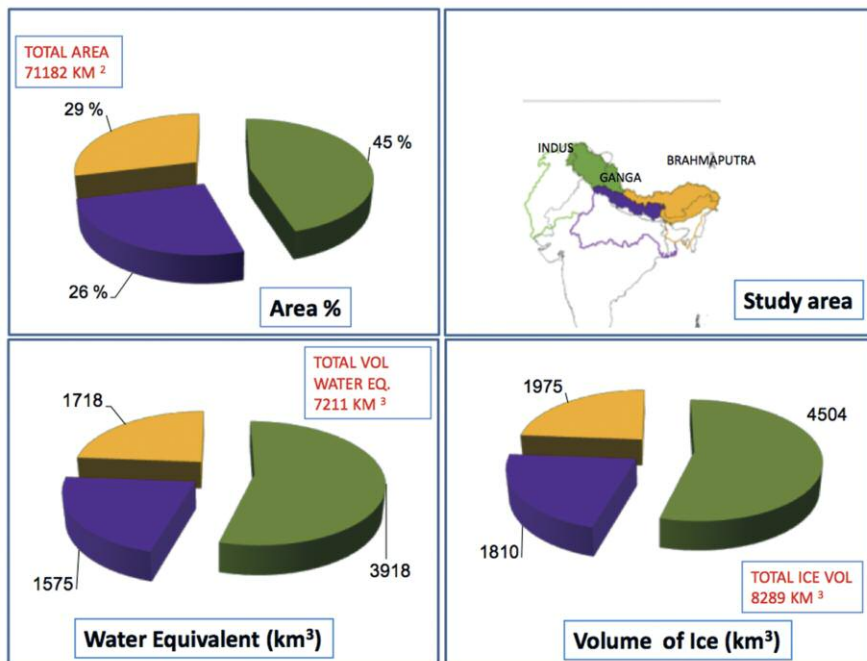 TOTAL AREA
71182 KM ²
29 %
45 %
26 %
Area %
INDUS
BRAHMAPUTRA
GANGA
Study area
TOTAL VOL
WATER EQ.
7211 KM ³
1718
1575
3918
Water Equivalent (km³)
1975
4504
1810
TOTAL ICE VOL
8289 KM ³
Volume of Ice (km³)